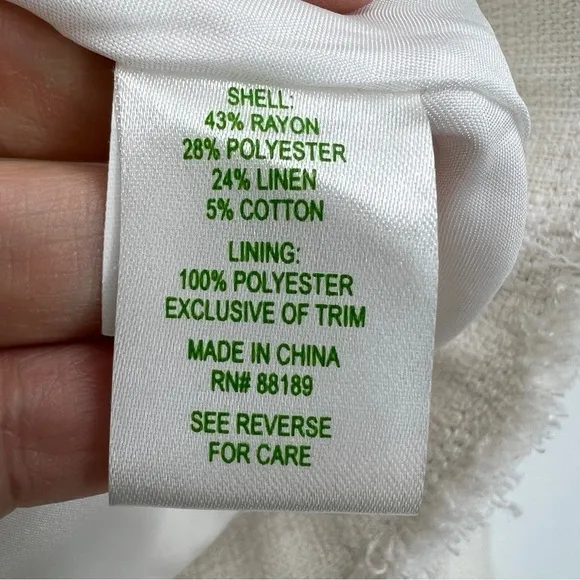 SHELL:
43% RAYON
28% POLYESTER
24% LINEN
5% COTTON
LINING:
100% POLYESTER
EXCLUSIVE OF TRIM
MADE IN CHINA
RN# 88189
SEE REVERSE
FOR CARE